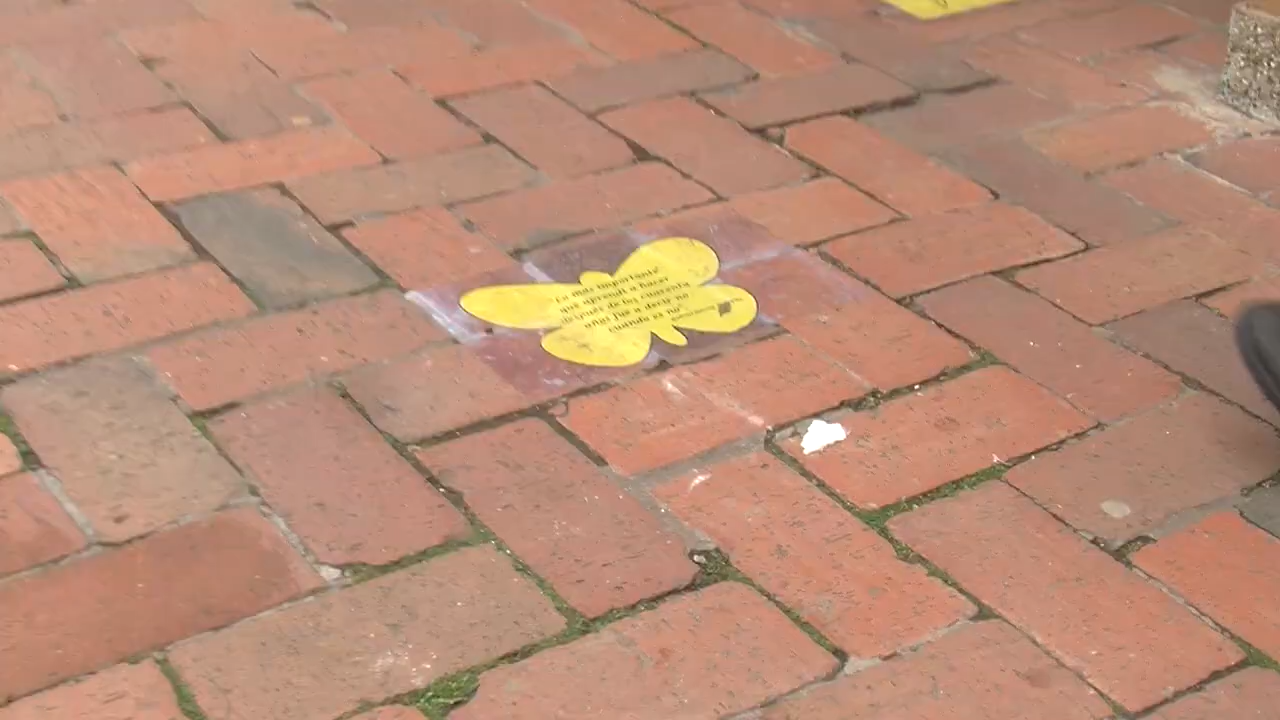 Lo más importante
que aprendí a hacer
después de los cuarenta
años fue a decir no
cuando es no